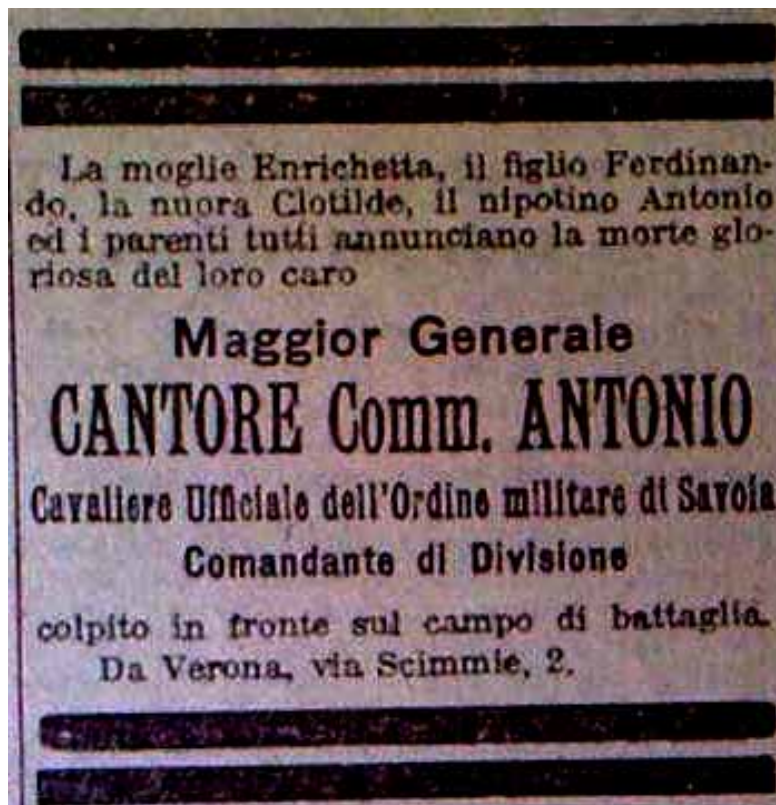 La moglie Enrichetta, il figlio Ferdinan-
do, la nuora Clotilde, il nipotino Antonio
ed i parenti tutti annunciano la morte glo-
riosa del loro caro
Maggior Generale
CANTORE Comm. ANTONIO
Cavaliere Ufficiale dell'Ordine militare di Savoia
Comandante di Divisione
colpito in fronte sul campo di battaglia.
Da Verona, via Scimmie, 2.